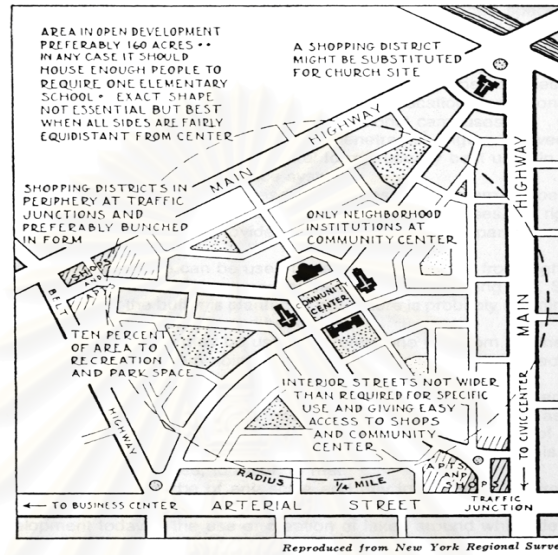 AREA IN OPEN DEVELOPMENT
PREFERABLY 160 ACRES ••
IN ANY CASE IT SHOULD
HOUSE ENOUGH PEOPLE TO
REQUIRE ONE ELEMENTARY
SCHOOL • EXACT SHAPE
NOT ESSENTIAL BUT BEST
WHEN ALL SIDES ARE FAIRLY
EQUIDISTANT FROM CENTER
A SHOPPING DISTRICT
MIGHT BE SUBSTITUTED
FOR CHURCH SITE
MAIN HIGHWAY
SHOPPING DISTRICTS IN
PERIPHERY AT TRAFFIC
JUNCTIONS AND
PREFERABLY BUNCHED
IN FORM
ONLY NEIGHBORHOOD
INSTITUTIONS AT
COMMUNITY CENTER
HIGHWAY
MAIN
SHOPS
AND
APTS
BELT
HIGHWAY
OMMUNITY
CENTER
TEN PERCENT
OF AREA TO
RECREATION
AND PARK SPACE
INTERIOR STREETS NOT WIDER
THAN REQUIRED FOR SPECIFIC
USE AND GIVING EASY
ACCESS TO SHOPS
AND COMMUNITY
CENTER
TO CIVIC CENTER
APTS
AND
SHOPS
RADIUS 1/4 MILE
TRAFFIC
JUNCTION
← TO BUSINESS CENTER ARTERIAL STREET
Reproduced from New York Regional Surve